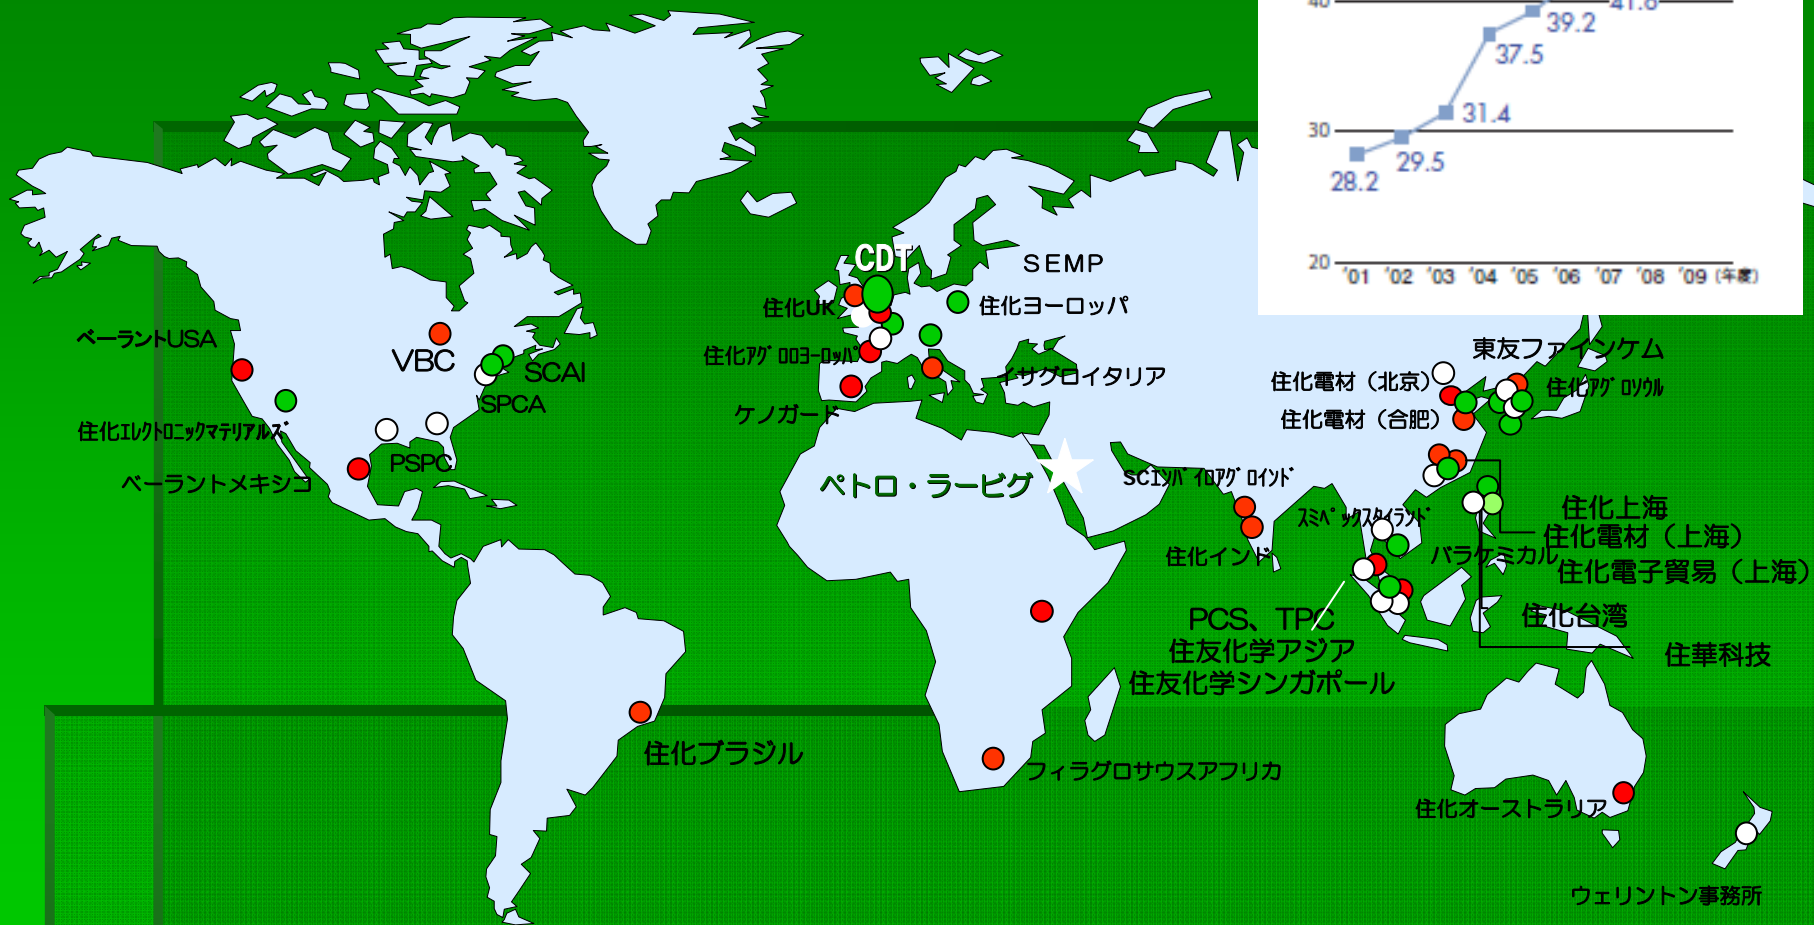 40
41.6
39.2
37.5
31.4
30
29.5
28.2
20
'01 '02 '03 '04 '05 '06 '07 '08 '09 (年度)
CDT
SEMP
住化UK
住化ヨーロッパ
ベーラントUSA
VBC
SCAI
住化ｱｸﾞﾛﾖｰﾛｯﾊﾟ
イサグロイタリア
SPCA
ケノガード
住化ｴﾚｸﾄﾛﾆｯｸﾏﾃﾘｱﾙｽﾞ
PSPC
ベーラントメキシコ
東友ファインケム
住化電材（北京）
住化ｱｸﾞﾛｿｳﾙ
住化電材（合肥）
ペトロ・ラービグ
SCｴﾝﾊﾞｲﾛｱｸﾞﾛｲﾝﾄﾞ
ｽﾐﾍﾟｯｸｽﾀｲﾗﾝﾄﾞ
住化上海
住化電材（上海）
住化インド
バラケミカル
住化電子貿易（上海）
PCS、TPC
住化台湾
住友化学アジア
住華科技
住友化学シンガポール
住化ブラジル
フィラグロサウスアフリカ
住化オーストラリア
ウェリントン事務所